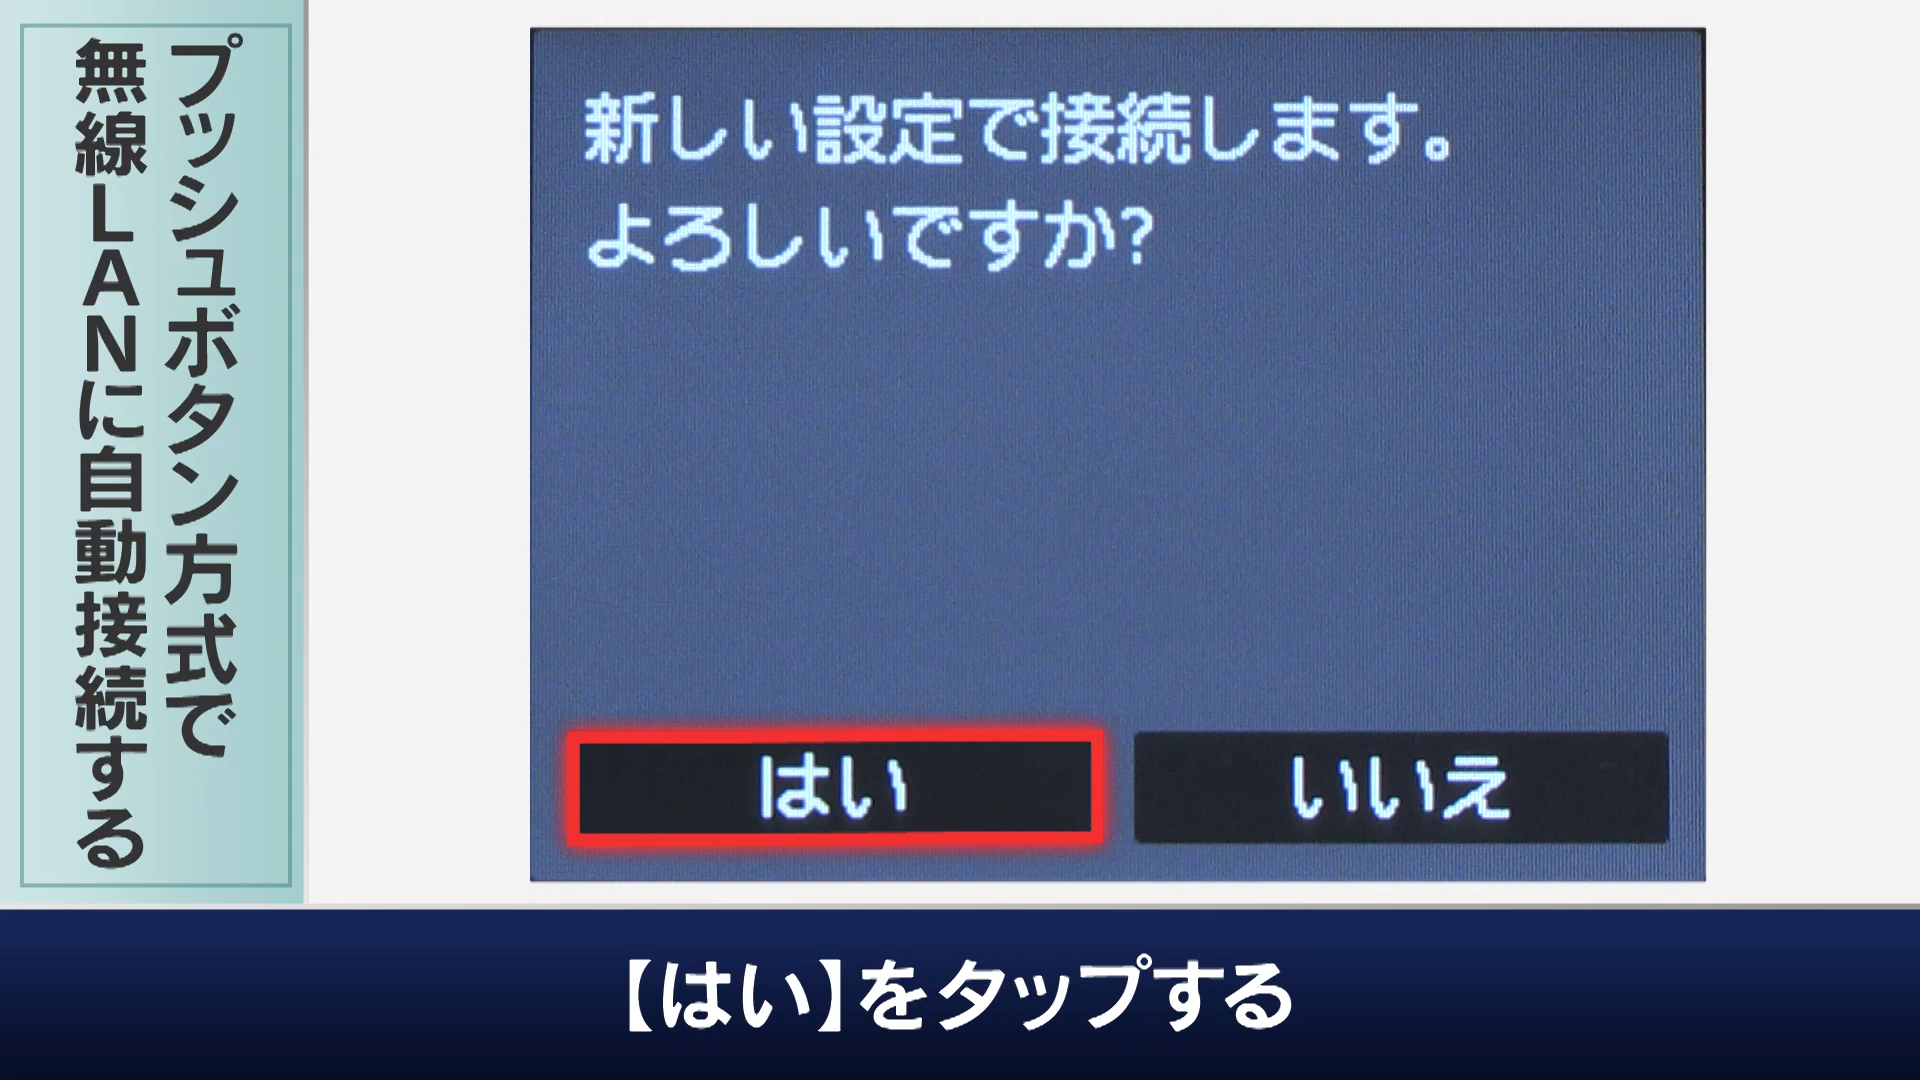 プッシュボタン方式で
無線LANに自動接続する
新しい設定で接続します。
よろしいですか?
はい
いいえ
【はい】をタップする